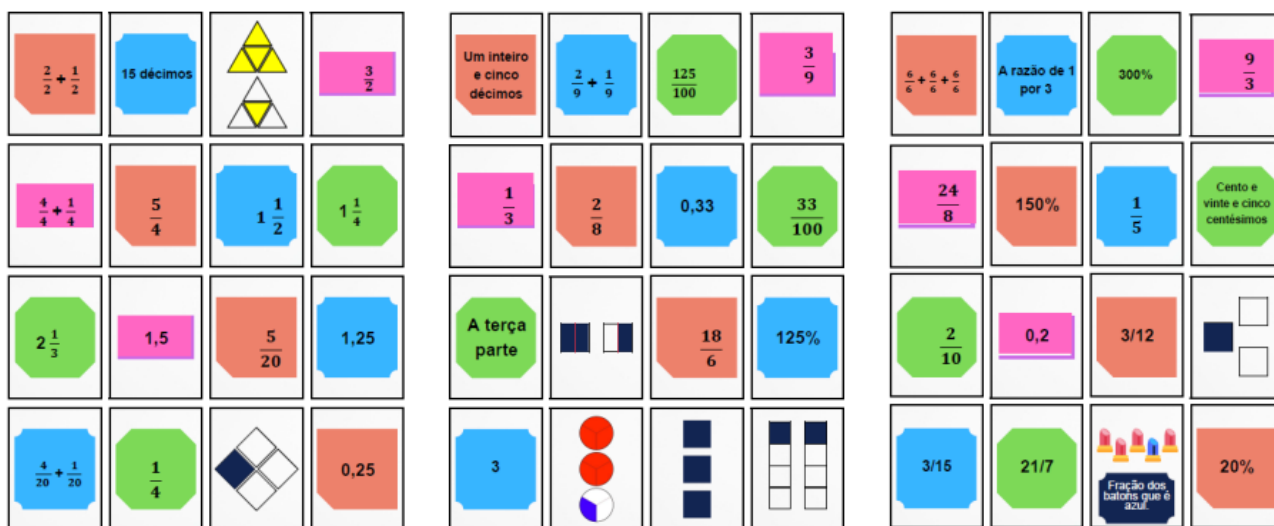 2/2 + 1/2
15 décimos
3/2
4/4 + 1/4
5/4
1 1/2
1 1/4
2 1/3
1,5
5/20
1,25
4/20 + 1/20
1/4
0,25
Um inteiro
e cinco
décimos
2/9 + 1/9
125/100
3/9
1/3
2/8
0,33
33/100
A terça
parte
18/6
125%
3
6/6 + 6/6 + 6/6
A razão de 1
por 3
300%
9/3
24/8
150%
1/5
Cento e
vinte e cinco
centésimos
2/10
0,2
3/12
3/15
21/7
Fração dos
batons que é
azul.
20%